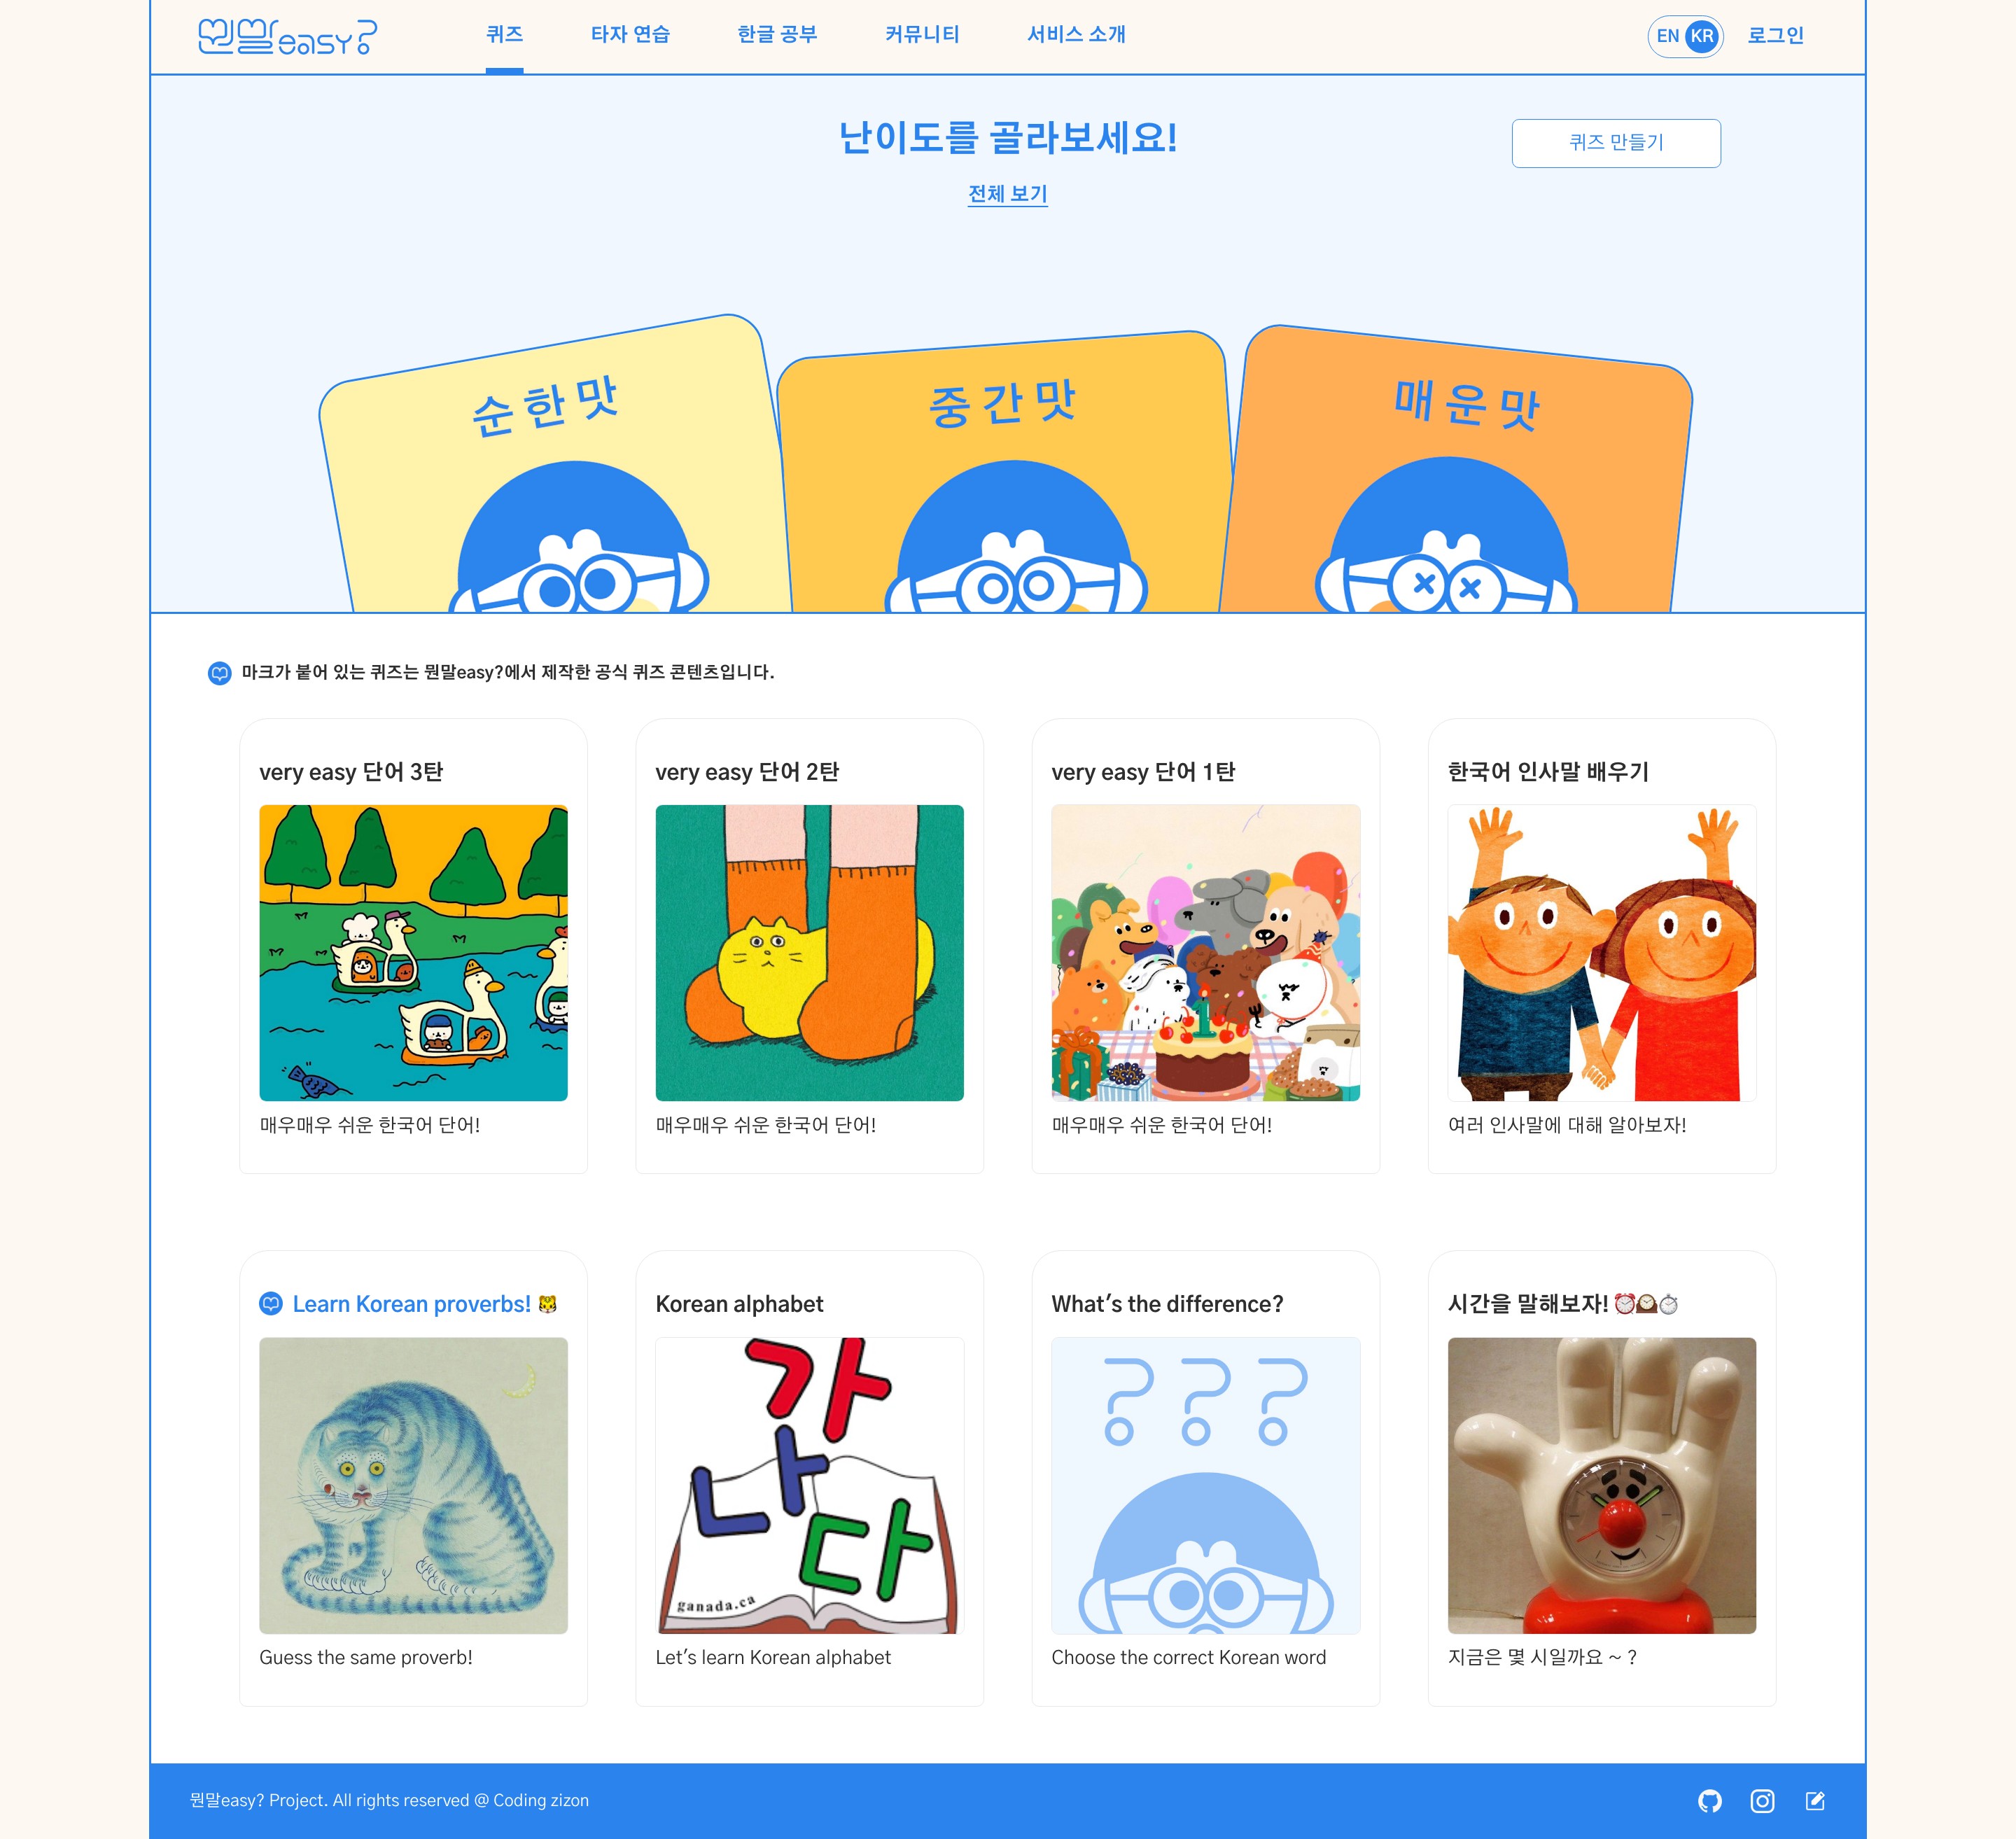 뭔말easy?
퀴즈
타자 연습
한글 공부
커뮤니티
서비스 소개
EN KR
로그인
난이도를 골라보세요!
퀴즈 만들기
전체 보기
순한맛
중간맛
매운맛
마크가 붙어 있는 퀴즈는 뭔말easy?에서 제작한 공식 퀴즈 콘텐츠입니다.
very easy 단어 3탄
very easy 단어 2탄
very easy 단어 1탄
한국어 인사말 배우기
1
매우매우 쉬운 한국어 단어!
매우매우 쉬운 한국어 단어!
매우매우 쉬운 한국어 단어!
여러 인사말에 대해 알아보자!
Learn Korean proverbs! 🐯
Korean alphabet
What's the difference?
시간을 말해보자! ⏰🕰️⏱️
가
나
다
ganada.ca
???
Guess the same proverb!
Let's learn Korean alphabet
Choose the correct Korean word
지금은 몇 시일까요 ~ ?
뭔말easy? Project. All rights reserved @ Coding zizon